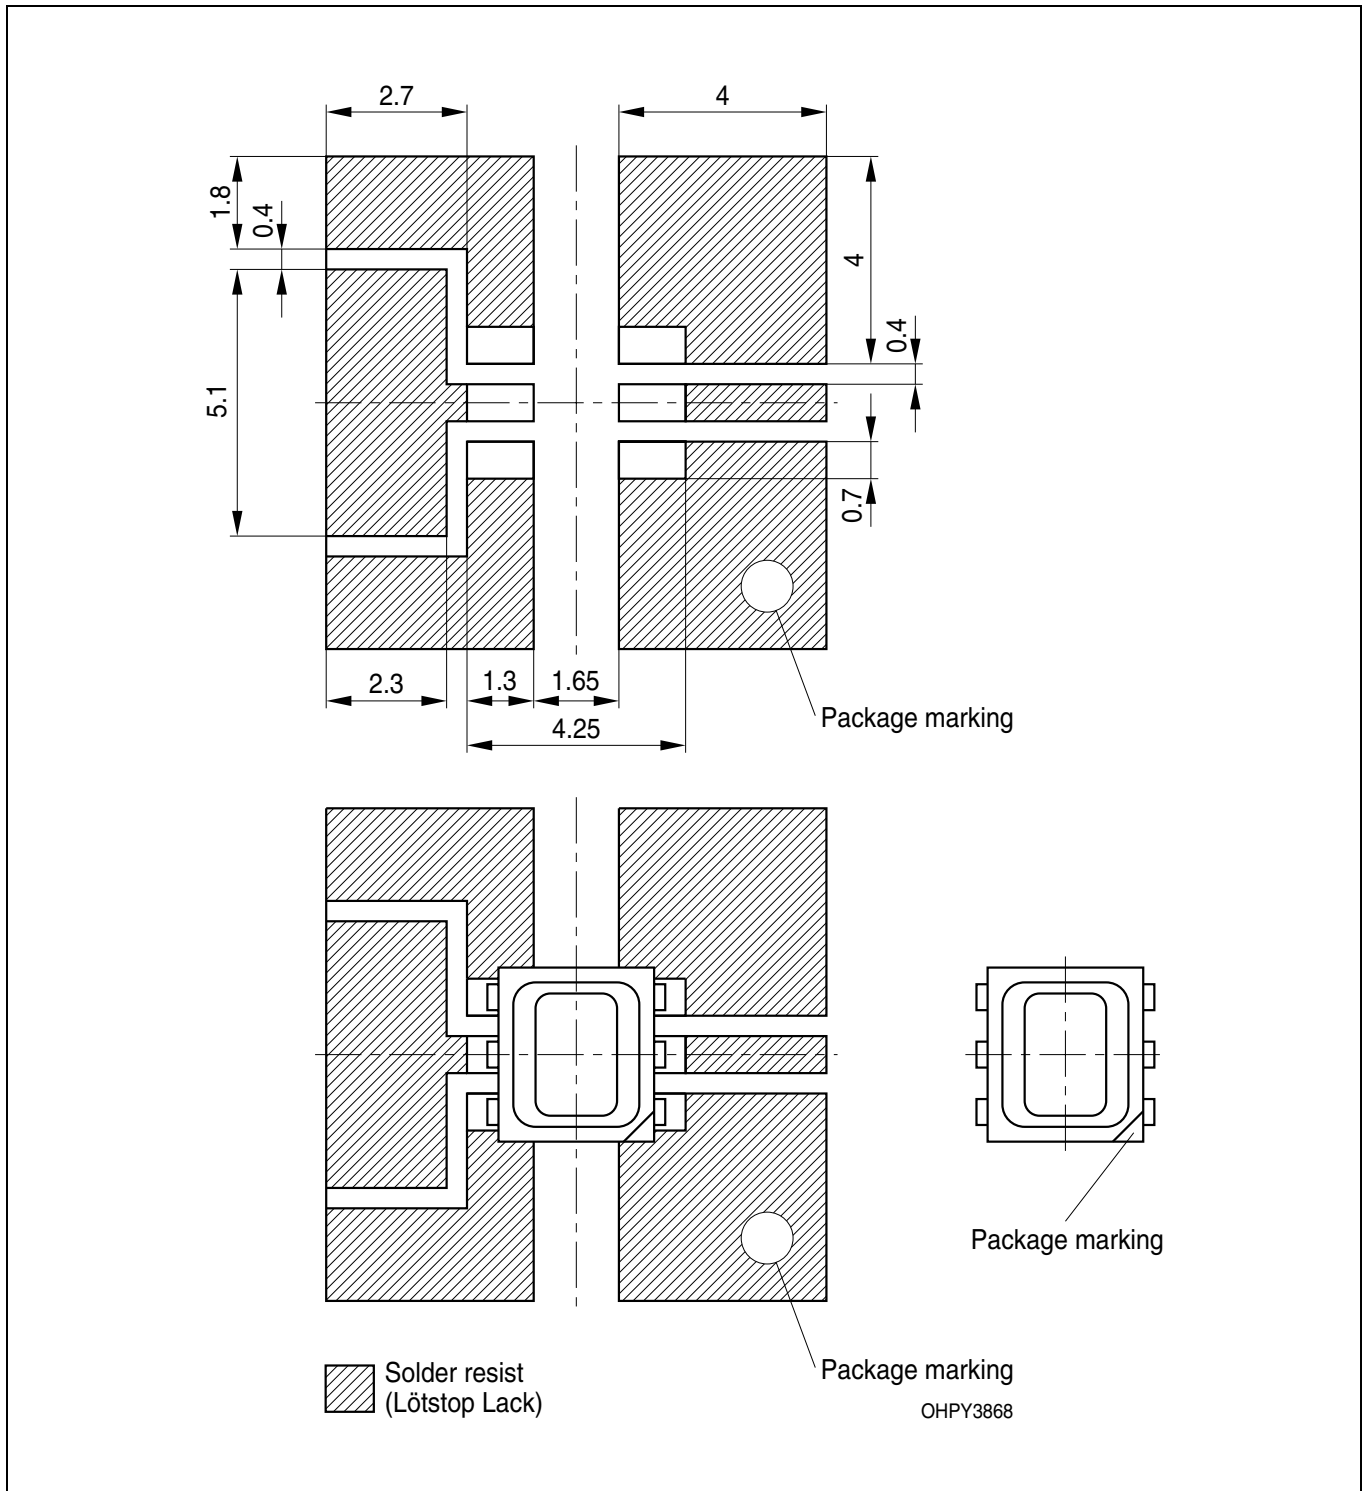 2.7
4
1.8
0.4
4
0.4
5.1
0.7
2.3
1.3
1.65
4.25
Package marking
Package marking
Package marking
Solder resist
(Lötstop Lack)
OHPY3868